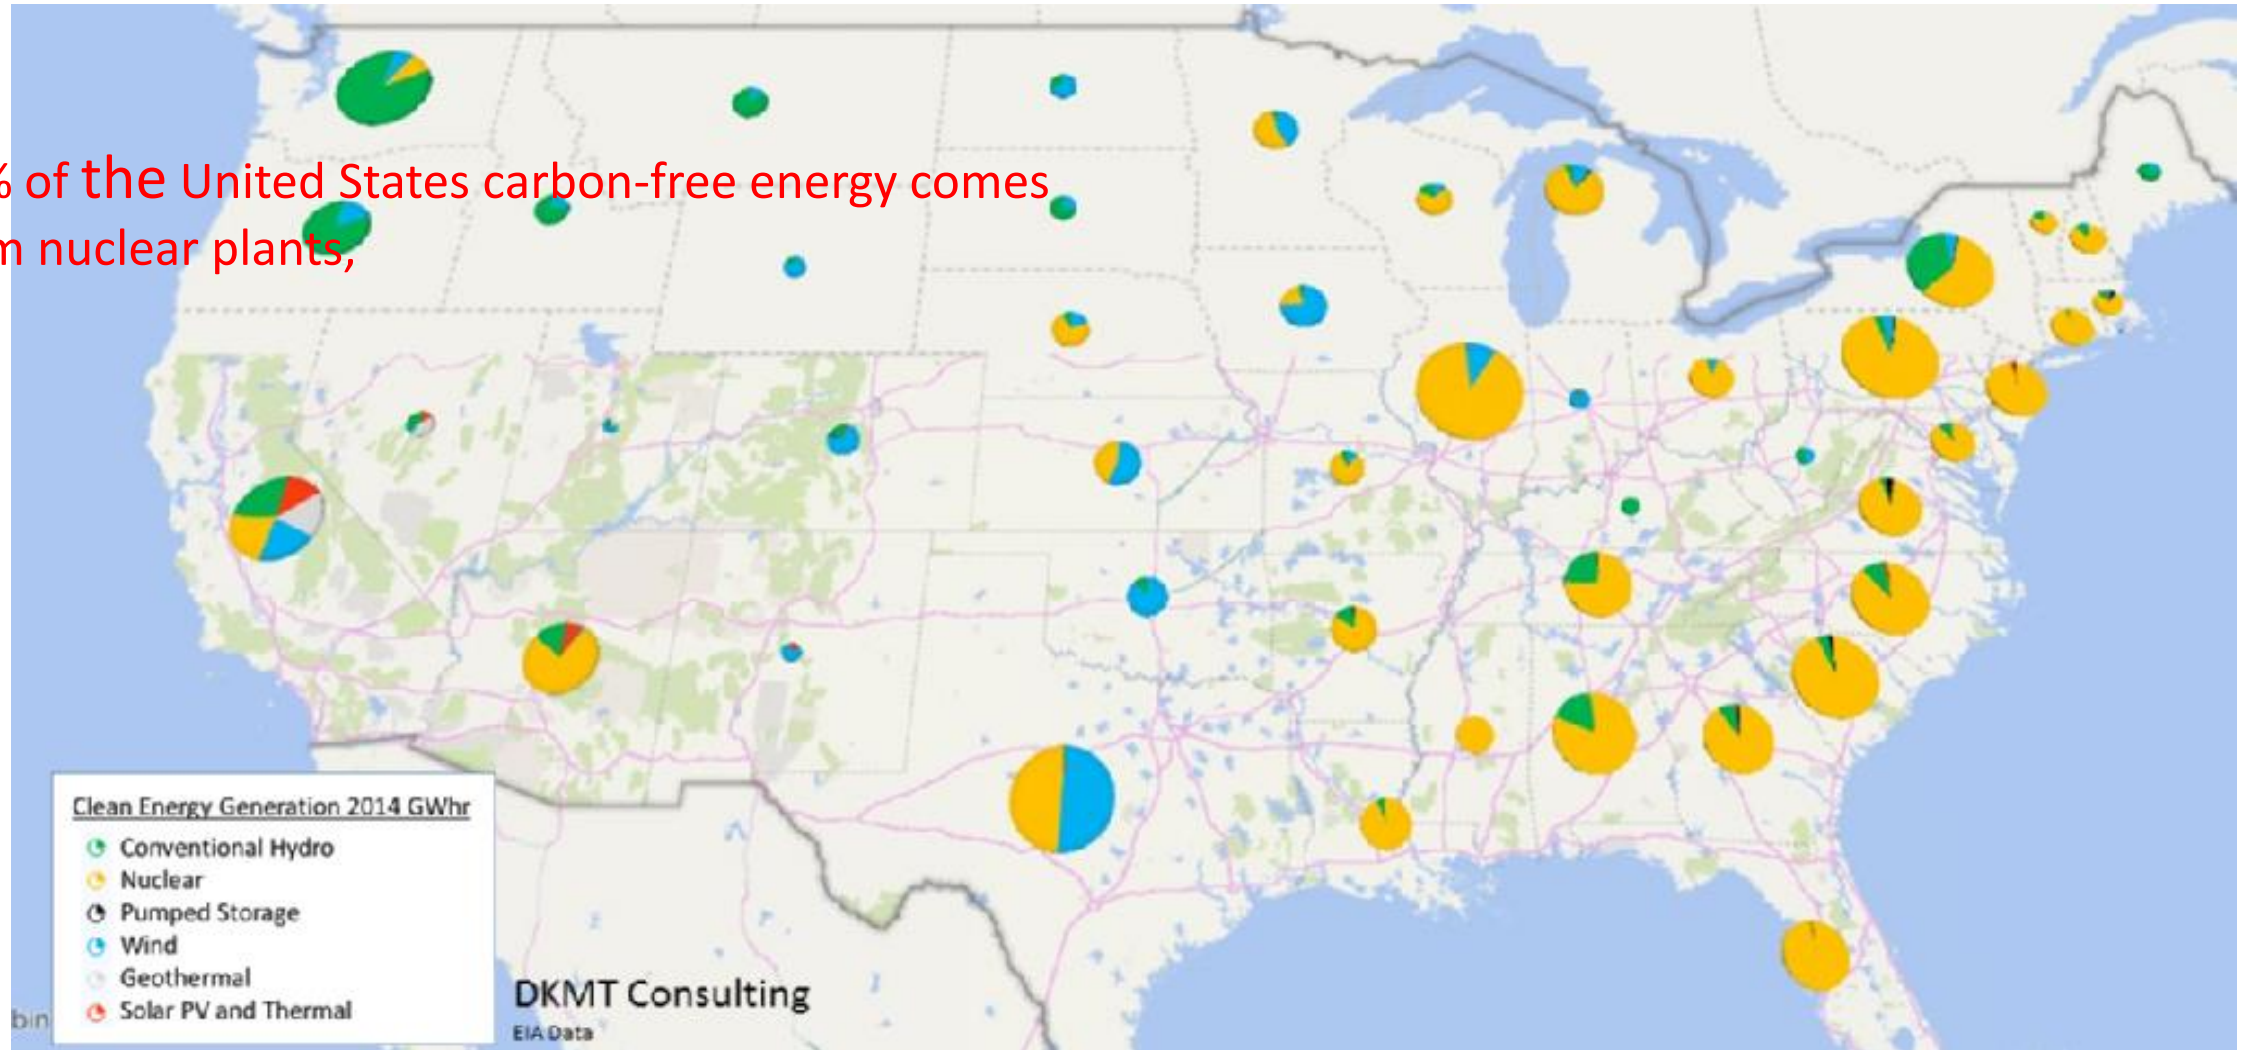 % of the United States carbon-free energy comes
m nuclear plants,
Clean Energy Generation 2014 GWhr
Conventional Hydro
Nuclear
Pumped Storage
Wind
Geothermal
Solar PV and Thermal
DKMT Consulting
EIA Data
bin